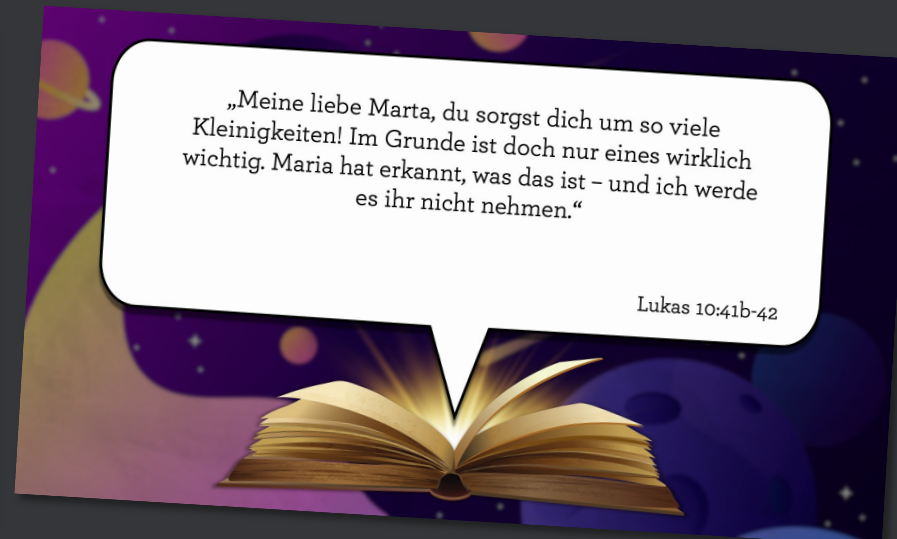 „Meine liebe Marta, du sorgst dich um so viele
Kleinigkeiten! Im Grunde ist doch nur eines wirklich
wichtig. Maria hat erkannt, was das ist – und ich werde
es ihr nicht nehmen.“
Lukas 10:41b-42